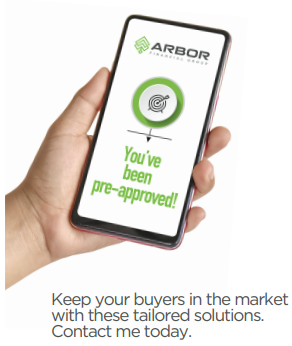 ARBOR
FINANCIAL GROUP
You've
been
pre-approved!
Keep your buyers in the market
with these tailored solutions.
Contact me today.